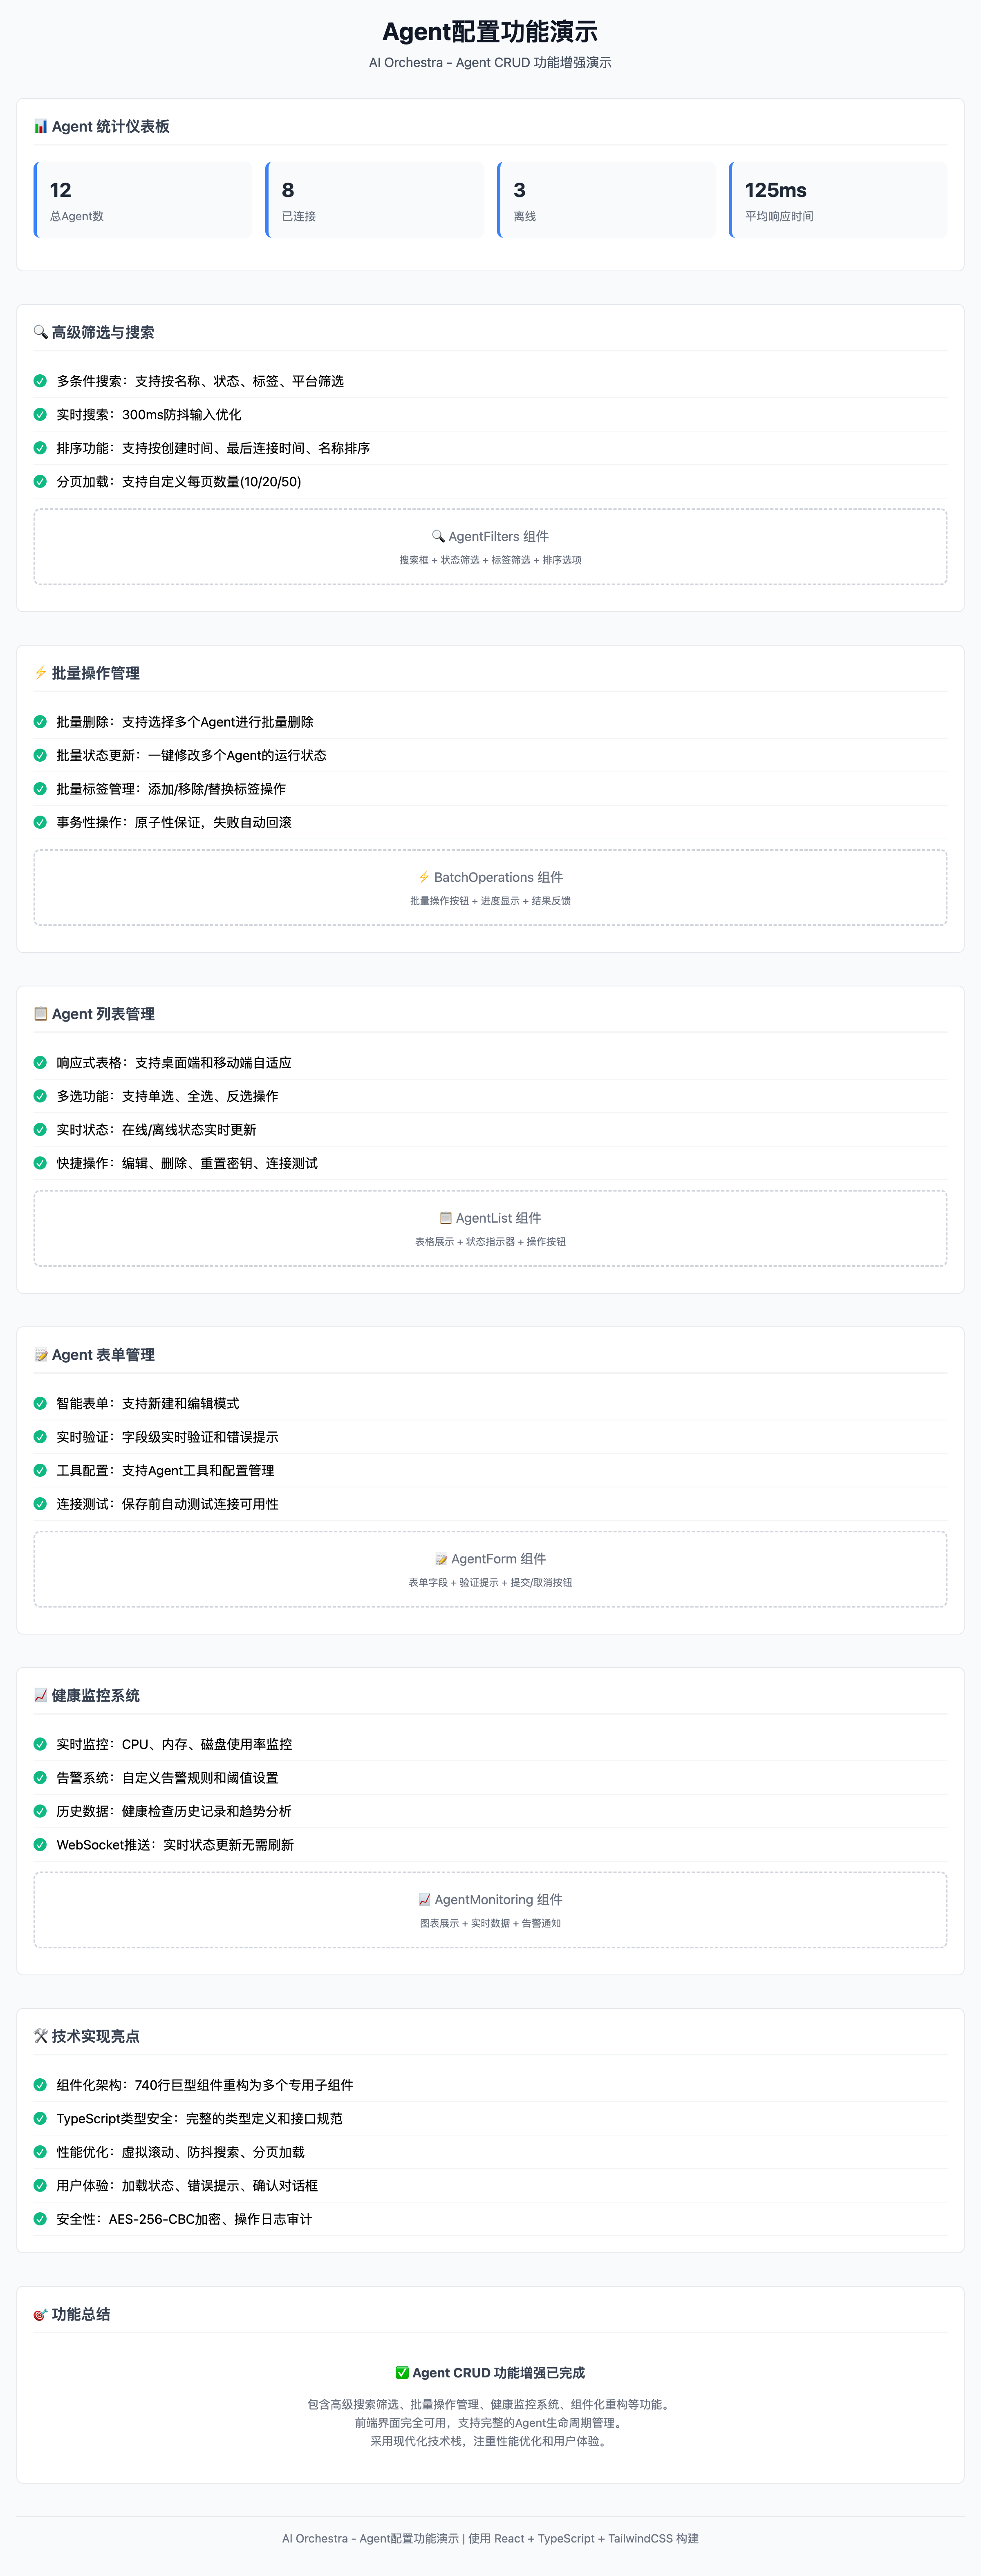 Agent配置功能演示
AI Orchestra - Agent CRUD 功能增强演示
📊 Agent 统计仪表板
12
总Agent数
8
已连接
3
离线
125ms
平均响应时间
🔍 高级筛选与搜索
多条件搜索：支持按名称、状态、标签、平台筛选
实时搜索：300ms防抖输入优化
排序功能：支持按创建时间、最后连接时间、名称排序
分页加载：支持自定义每页数量(10/20/50)
🔍 AgentFilters 组件
搜索框 + 状态筛选 + 标签筛选 + 排序选项
⚡ 批量操作管理
批量删除：支持选择多个Agent进行批量删除
批量状态更新：一键修改多个Agent的运行状态
批量标签管理：添加/移除/替换标签操作
事务性操作：原子性保证，失败自动回滚
⚡ BatchOperations 组件
批量操作按钮 + 进度显示 + 结果反馈
📋 Agent 列表管理
响应式表格：支持桌面端和移动端自适应
多选功能：支持单选、全选、反选操作
实时状态：在线/离线状态实时更新
快捷操作：编辑、删除、重置密钥、连接测试
📋 AgentList 组件
表格展示 + 状态指示器 + 操作按钮
📝 Agent 表单管理
智能表单：支持新建和编辑模式
实时验证：字段级实时验证和错误提示
工具配置：支持Agent工具和配置管理
连接测试：保存前自动测试连接可用性
📝 AgentForm 组件
表单字段 + 验证提示 + 提交/取消按钮
📈 健康监控系统
实时监控：CPU、内存、磁盘使用率监控
告警系统：自定义告警规则和阈值设置
历史数据：健康检查历史记录和趋势分析
WebSocket推送：实时状态更新无需刷新
📈 AgentMonitoring 组件
图表展示 + 实时数据 + 告警通知
🛠️ 技术实现亮点
组件化架构：740行巨型组件重构为多个专用子组件
TypeScript类型安全：完整的类型定义和接口规范
性能优化：虚拟滚动、防抖搜索、分页加载
用户体验：加载状态、错误提示、确认对话框
安全性：AES-256-CBC加密、操作日志审计
🎯 功能总结
✅ Agent CRUD 功能增强已完成
包含高级搜索筛选、批量操作管理、健康监控系统、组件化重构等功能。
前端界面完全可用，支持完整的Agent生命周期管理。
采用现代化技术栈，注重性能优化和用户体验。
AI Orchestra - Agent配置功能演示 | 使用 React + TypeScript + TailwindCSS 构建